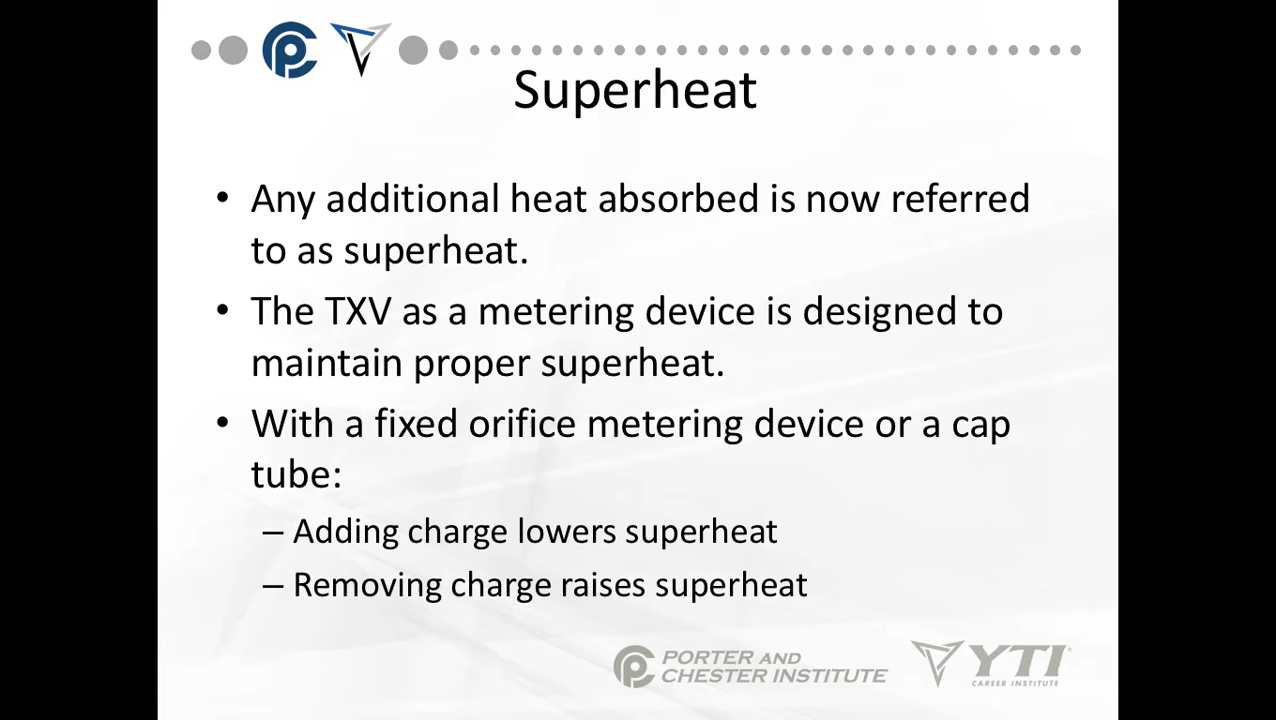 Superheat
• Any additional heat absorbed is now referred
to as superheat.
• The TXV as a metering device is designed to
maintain proper superheat.
• With a fixed orifice metering device or a cap
tube:
– Adding charge lowers superheat
– Removing charge raises superheat
PORTER AND
CHESTER INSTITUTE
YTI®
CAREER INSTITUTE